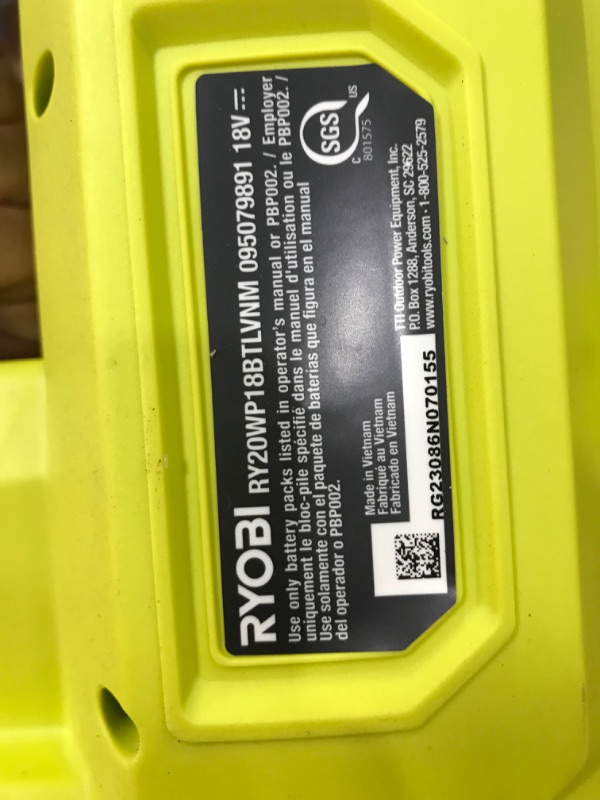 RYOBI RY20WP18BTLVNM 095079891 18V⎓
Use only battery packs listed in operator's manual or PBP002. / Employer
uniquement le bloc-pile spécifié dans le manuel d'utilisation ou le PBP002. /
Use solamente con el paquete de baterías que figura en el manual
del operador o PBP002.
SGS
C US
801575
Made in Vietnam
Fabriqué au Vietnam
Fabricado en Vietnam
TTI Outdoor Power Equipment, Inc.
P.O. Box 1288, Anderson, SC 29622
www.ryobitools.com · 1-800-525-2579
RG23086N070155